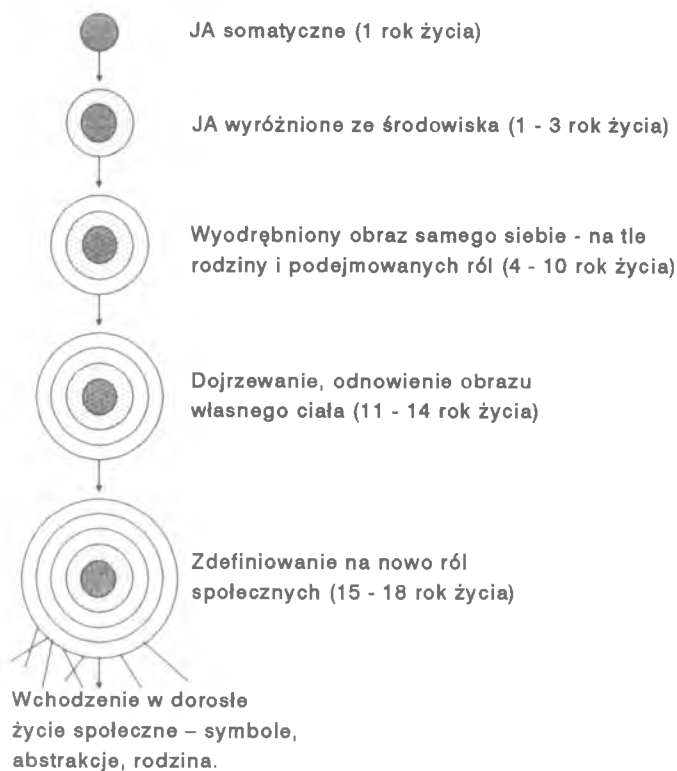 JA somatyczne (1 rok życia)
JA wyróżnione ze środowiska (1 - 3 rok życia)
Wyodrębniony obraz samego siebie - na tle
rodziny i podejmowanych ról (4 - 10 rok życia)
Dojrzewanie, odnowienie obrazu
własnego ciała (11 - 14 rok życia)
Zdefiniowanie na nowo ról
społecznych (15 - 18 rok życia)
Wchodzenie w dorosłe
życie społeczne – symbole,
abstrakcje, rodzina.